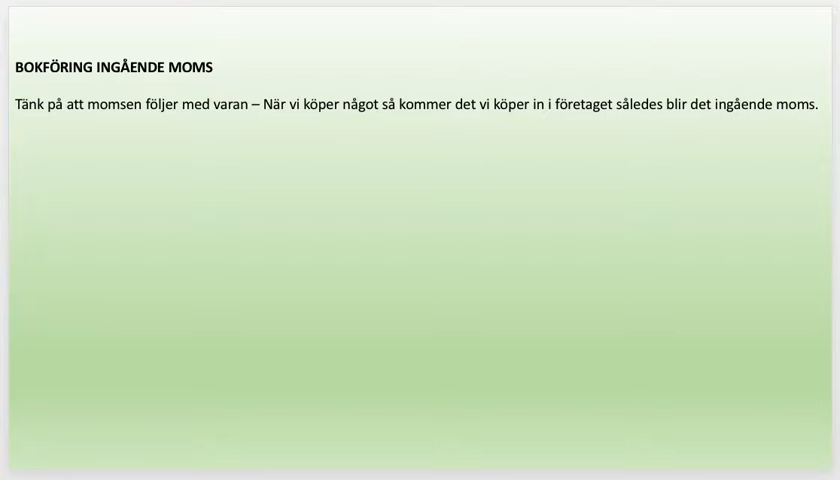 BOKFÖRING INGÅENDE MOMS
Tänk på att momsen följer med varan – När vi köper något så kommer det vi köper in i företaget således blir det ingående moms.